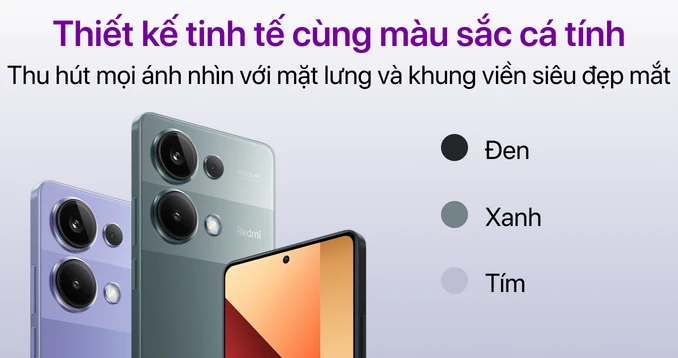 Thiết kế tinh tế cùng màu sắc cá tính
Thu hút mọi ánh nhìn với mặt lưng và khung viền siêu đẹp mắt
Đen
Redmi
Xanh
Tím